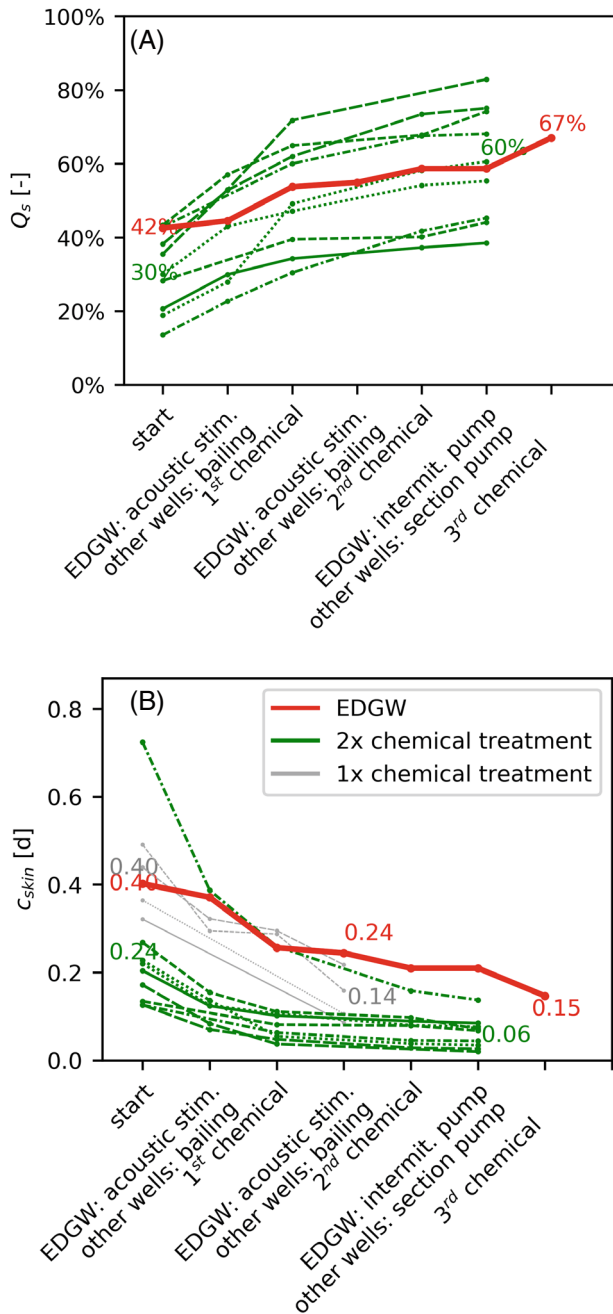 (A)
100%
80%
60%
40%
20%
0%
Q_s [-]
42%
30%
60%
67%
start
EDGW: acoustic stim.
other wells: bailing
1st chemical
EDGW: acoustic stim.
other wells: bailing
2nd chemical
EDGW: intermit. pump
other wells: section pump
3rd chemical
(B)
EDGW
2x chemical treatment
1x chemical treatment
0.8
0.6
0.4
0.2
0.0
c_skin [d]
0.40
0.40
0.24
0.24
0.14
0.06
0.15
start
EDGW: acoustic stim.
other wells: bailing
1st chemical
EDGW: acoustic stim.
other wells: bailing
2nd chemical
EDGW: intermit. pump
other wells: section pump
3rd chemical